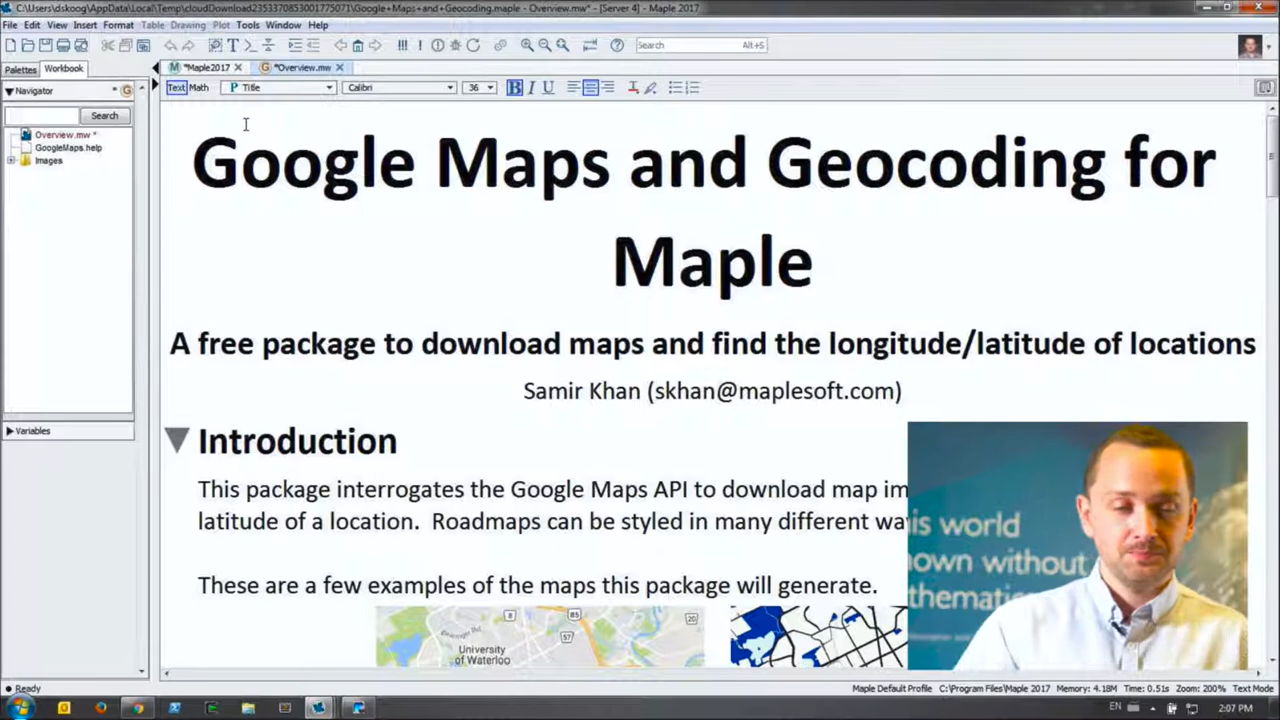 C:\Users\dskoog\AppData\Local\Temp\cloudDownload2353370853001775071\Google+Maps+and+Geocoding.maple - Overview.mw* - [Server 4] - Maple 2017
File Edit View Insert Format Table Drawing Plot Tools Window Help
Search Alt+S
Palettes Workbook
*Maple2017 *Overview.mw
Text Math P Title Calibri 36 B I U
Navigator
Search
Overview.mw *
GoogleMaps.help
Images
Variables
Google Maps and Geocoding for
Maple
A free package to download maps and find the longitude/latitude of locations
Samir Khan (skhan@maplesoft.com)
Introduction
This package interrogates the Google Maps API to download map im
latitude of a location. Roadmaps can be styled in many different wa
These are a few examples of the maps this package will generate.
8 85 20
57
University
of Waterloo
is world
own without
thematic
Ready
Maple Default Profile C:\Program Files\Maple 2017 Memory: 4.18M Time: 0.51s Zoom: 200% Text Mode
EN 2:07 PM